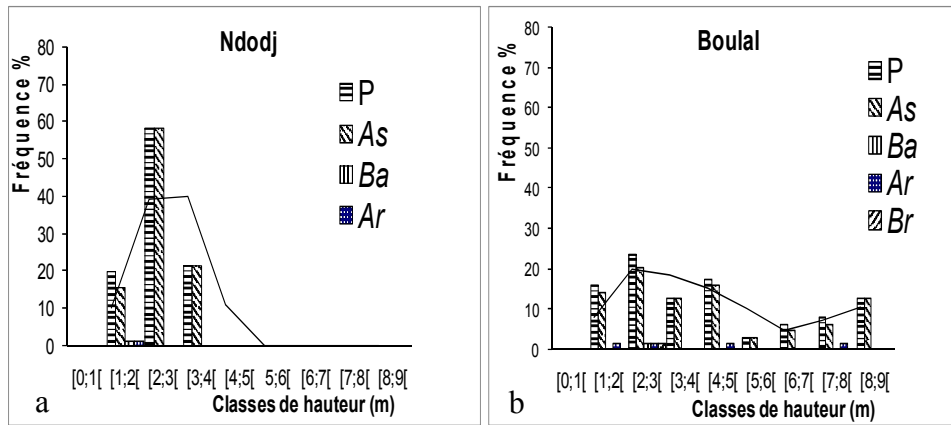 Ndodj
Fréquence %
80
70
60
50
40
30
20
10
0
P
As
Ba
Ar
[0;1[ [1;2[ [2;3[ [3;4[ [4;5[ 5;6[ [6;7[ [7;8[ [8;9[
Classes de hauteur (m)
a
Boulal
Fréquence %
80
70
60
50
40
30
20
10
0
P
As
Ba
Ar
Br
[0;1[ [1;2[ [2;3[ [3;4[ [4;5[ [5;6[ [6;7[ [7;8[ [8;9[
Classes de hauteur (m)
b